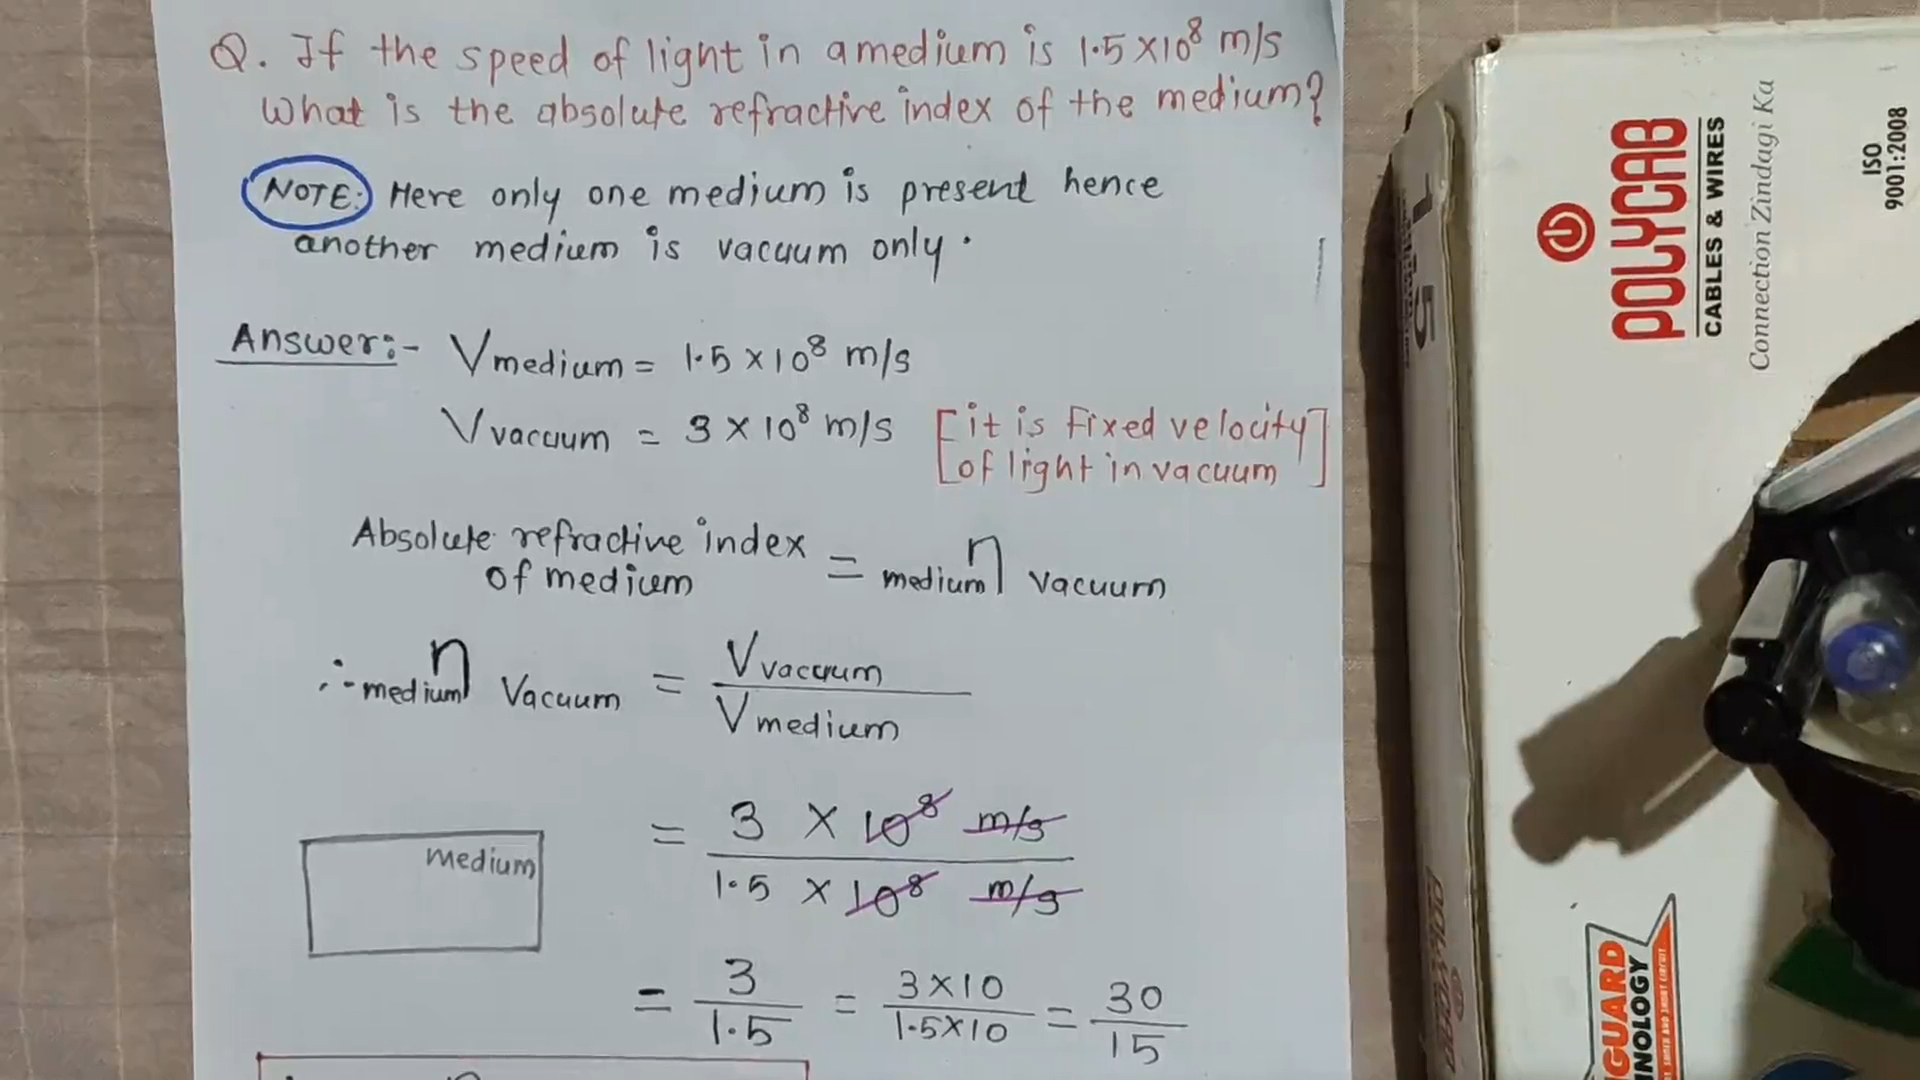 Q. If the speed of light in a medium is 1.5 × 10⁸ m/s
What is the absolute refractive index of the medium?
NOTE: Here only one medium is present hence
another medium is vacuum only.
Answer:- Vmedium = 1.5 × 10⁸ m/s
Vvacuum = 3 × 10⁸ m/s [it is fixed velocity
of light in vacuum]
Absolute refractive index
of medium = medium n vacuum
∴ medium n Vacuum = Vvacuum / Vmedium
= 3 × 10⁸ m/s / 1.5 × 10⁸ m/s
medium
= 3 / 1.5 = 3×10 / 1.5×10 = 30 / 15
POLYCAB
CABLES & WIRES
Connection Zindagi Ka
ISO
9001:2008
1.5
GUARD
NOLOGY